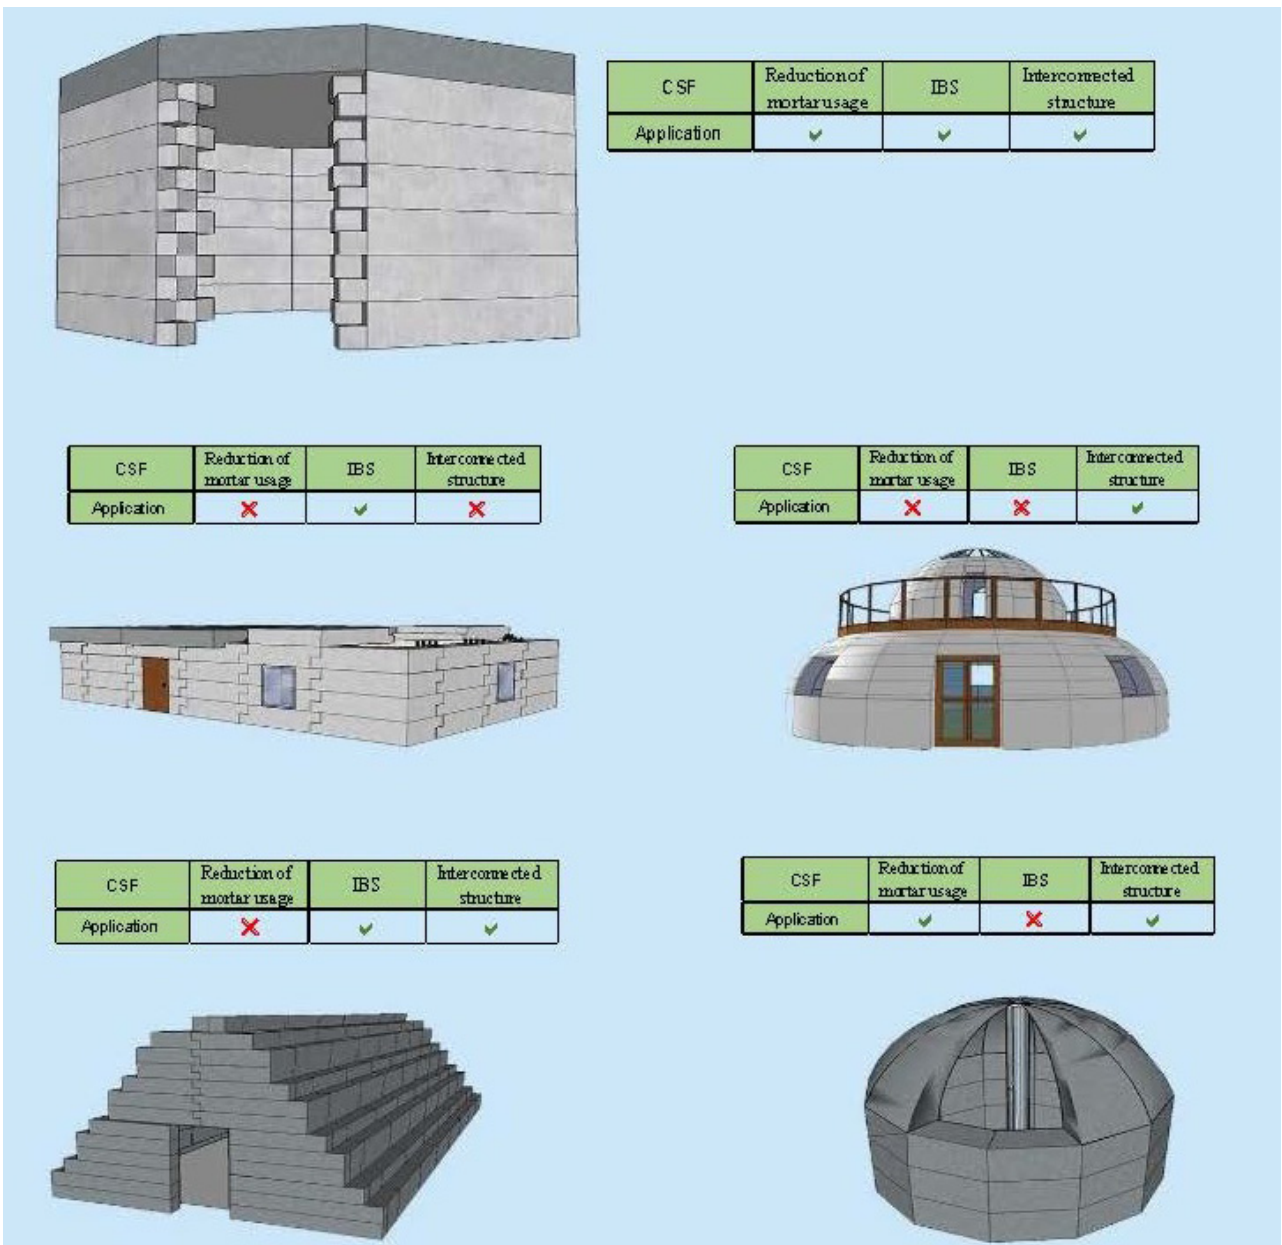 CSF Reduction of mortar usage IBS Interconnected structure
Application ✓ ✓ ✓
CSF Reduction of mortar usage IBS Interconnected structure
Application ✗ ✓ ✗
CSF Reduction of mortar usage IBS Interconnected structure
Application ✗ ✗ ✓
CSF Reduction of mortar usage IBS Interconnected structure
Application ✗ ✓ ✓
CSF Reduction of mortar usage IBS Interconnected structure
Application ✓ ✗ ✓